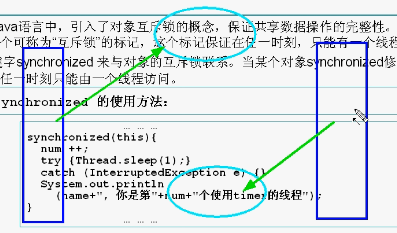 ava语言中，引入了对象互斥锁的概念，保证共享数据操作的完整性。
个可称为"互斥锁"的标记，这个标记保证在任一时刻，只能有一个线程
字synchronized 来与对象的互斥锁联系。当某个对象synchronized修
任一时刻只能由一个线程访问。
ynchronized 的使用方法：
... ... ...
synchronized(this){
num ++;
try {Thread.sleep(1);}
catch (InterruptedException e) {}
System.out.println
(name+", 你是第"+num+"个使用timer的线程");
}
... ... ...